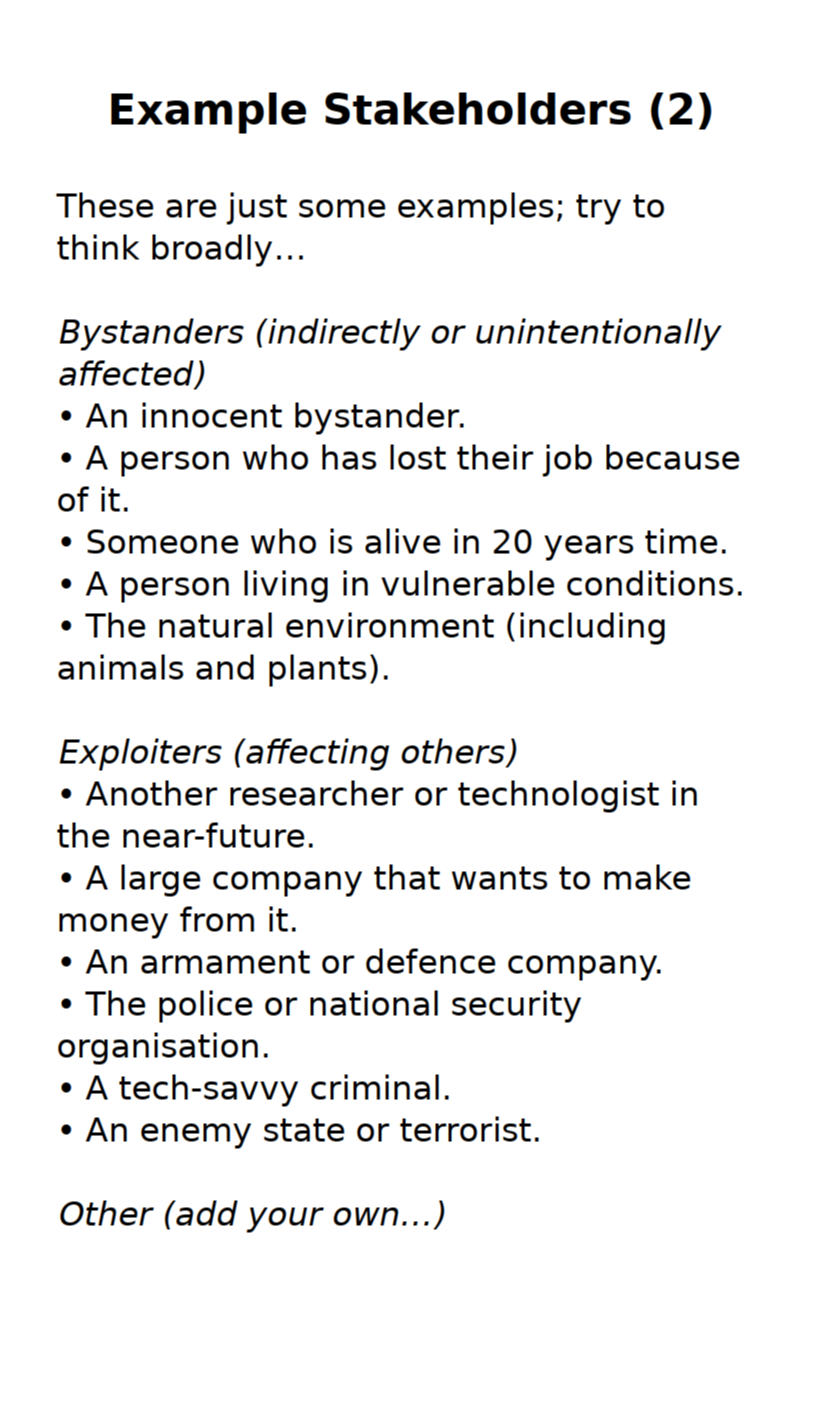 Example Stakeholders (2)
These are just some examples; try to
think broadly…
Bystanders (indirectly or unintentionally
affected)
• An innocent bystander.
• A person who has lost their job because
of it.
• Someone who is alive in 20 years time.
• A person living in vulnerable conditions.
• The natural environment (including
animals and plants).
Exploiters (affecting others)
• Another researcher or technologist in
the near-future.
• A large company that wants to make
money from it.
• An armament or defence company.
• The police or national security
organisation.
• A tech-savvy criminal.
• An enemy state or terrorist.
Other (add your own…)